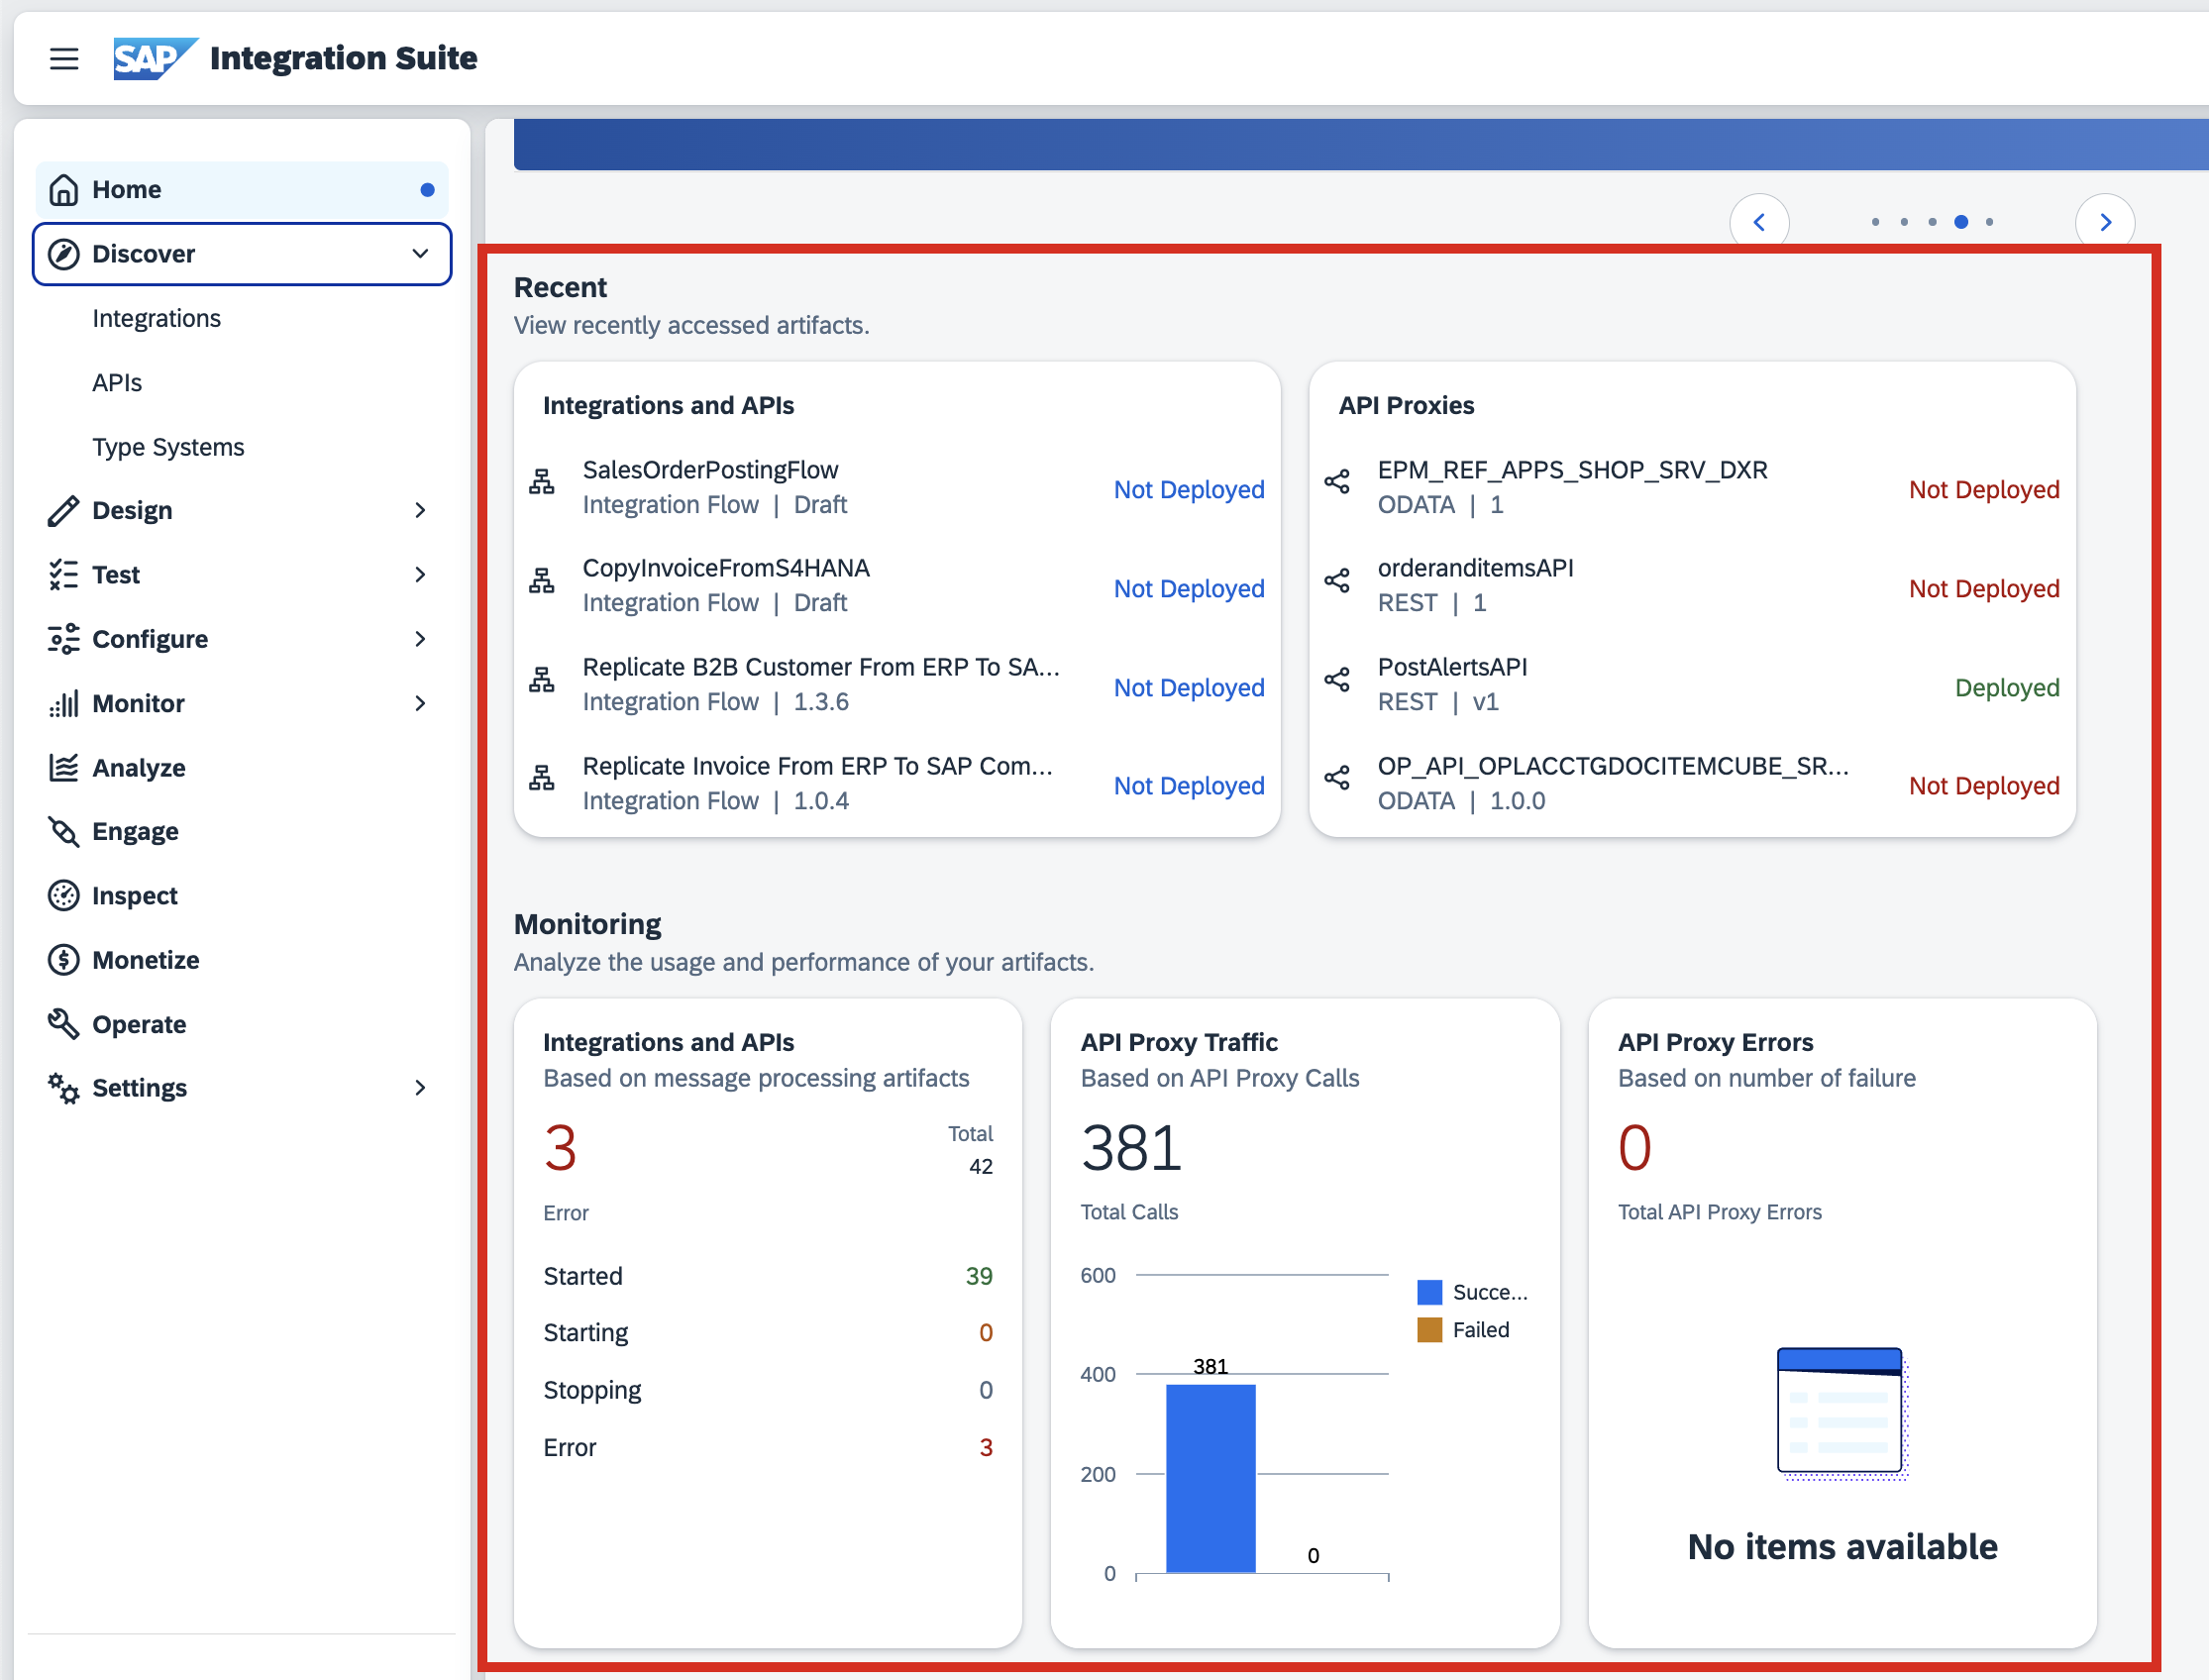 SAP Integration Suite
Home
Discover
Integrations
APIs
Type Systems
Design
Test
Configure
Monitor
Analyze
Engage
Inspect
Monetize
Operate
Settings
Recent
View recently accessed artifacts.
Integrations and APIs
SalesOrderPostingFlow
Integration Flow | Draft
Not Deployed
CopyInvoiceFromS4HANA
Integration Flow | Draft
Not Deployed
Replicate B2B Customer From ERP To SA...
Integration Flow | 1.3.6
Not Deployed
Replicate Invoice From ERP To SAP Com...
Integration Flow | 1.0.4
Not Deployed
API Proxies
EPM_REF_APPS_SHOP_SRV_DXR
ODATA | 1
Not Deployed
orderanditemsAPI
REST | 1
Not Deployed
PostAlertsAPI
REST | v1
Deployed
OP_API_OPLACCTGDOCITEMCUBE_SR...
ODATA | 1.0.0
Not Deployed
Monitoring
Analyze the usage and performance of your artifacts.
Integrations and APIs
Based on message processing artifacts
3
Total
42
Error
Started 39
Starting 0
Stopping 0
Error 3
API Proxy Traffic
Based on API Proxy Calls
381
Total Calls
600
400
200
0
381
0
Succe...
Failed
API Proxy Errors
Based on number of failure
0
Total API Proxy Errors
No items available